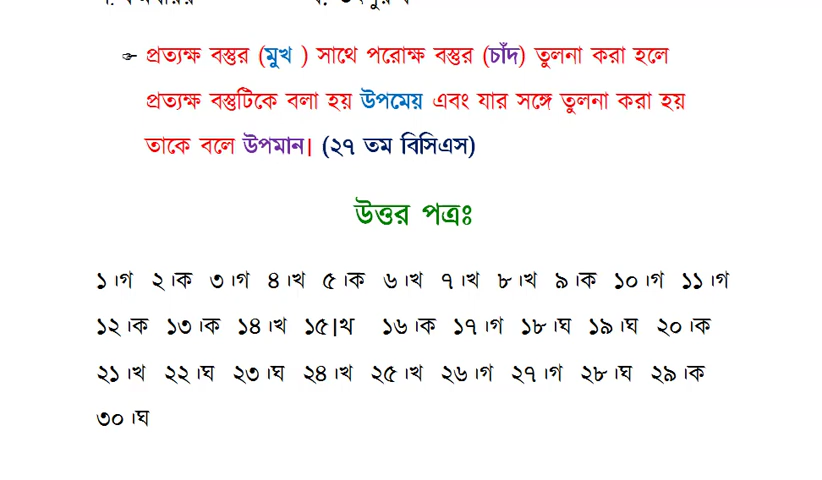 ☞ প্রত্যক্ষ বস্তুর (মুখ ) সাথে পরোক্ষ বস্তুর (চাঁদ) তুলনা করা হলে
প্রত্যক্ষ বস্তুটিকে বলা হয় উপমেয় এবং যার সঙ্গে তুলনা করা হয়
তাকে বলে উপমান। (২৭ তম বিসিএস)
উত্তর পত্রঃ
১।গ ২।ক ৩।গ ৪।খ ৫।ক ৬।খ ৭।খ ৮।খ ৯।ক ১০।গ ১১।গ
১২।ক ১৩।ক ১৪।খ ১৫।থ ১৬।ক ১৭।গ ১৮।ঘ ১৯।ঘ ২০।ক
২১।খ ২২।ঘ ২৩।ঘ ২৪।খ ২৫।খ ২৬।গ ২৭।গ ২৮।ঘ ২৯।ক
৩০।ঘ